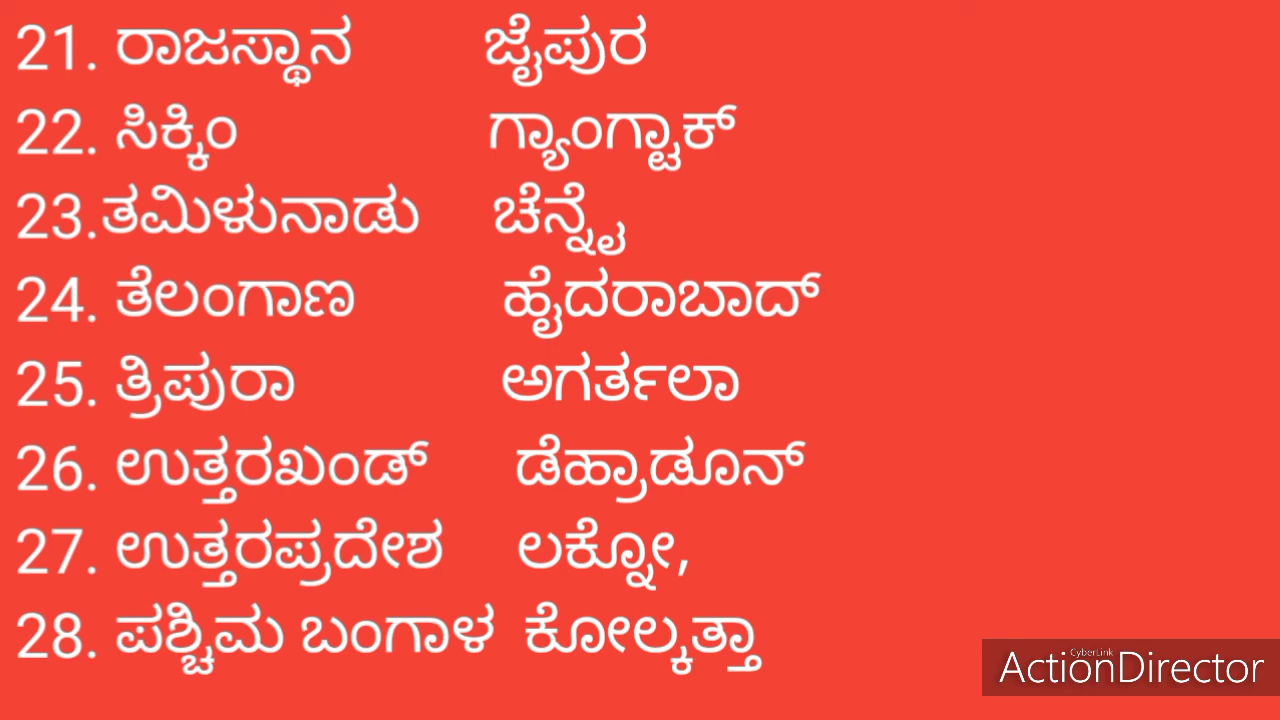 21. ರಾಜಸ್ಥಾನ ಜೈಪುರ
22. ಸಿಕ್ಕಿಂ ಗ್ಯಾಂಗ್ಟಾಕ್
23.ತಮಿಳುನಾಡು ಚೆನ್ನೈ
24. ತೆಲಂಗಾಣ ಹೈದರಾಬಾದ್
25. ತ್ರಿಪುರಾ ಅಗರ್ತಲಾ
26. ಉತ್ತರಖಂಡ್ ಡೆಹ್ರಾಡೂನ್
27. ಉತ್ತರಪ್ರದೇಶ ಲಕ್ನೋ,
28. ಪಶ್ಚಿಮ ಬಂಗಾಳ ಕೋಲ್ಕತ್ತಾ
CyberLink
ActionDirector